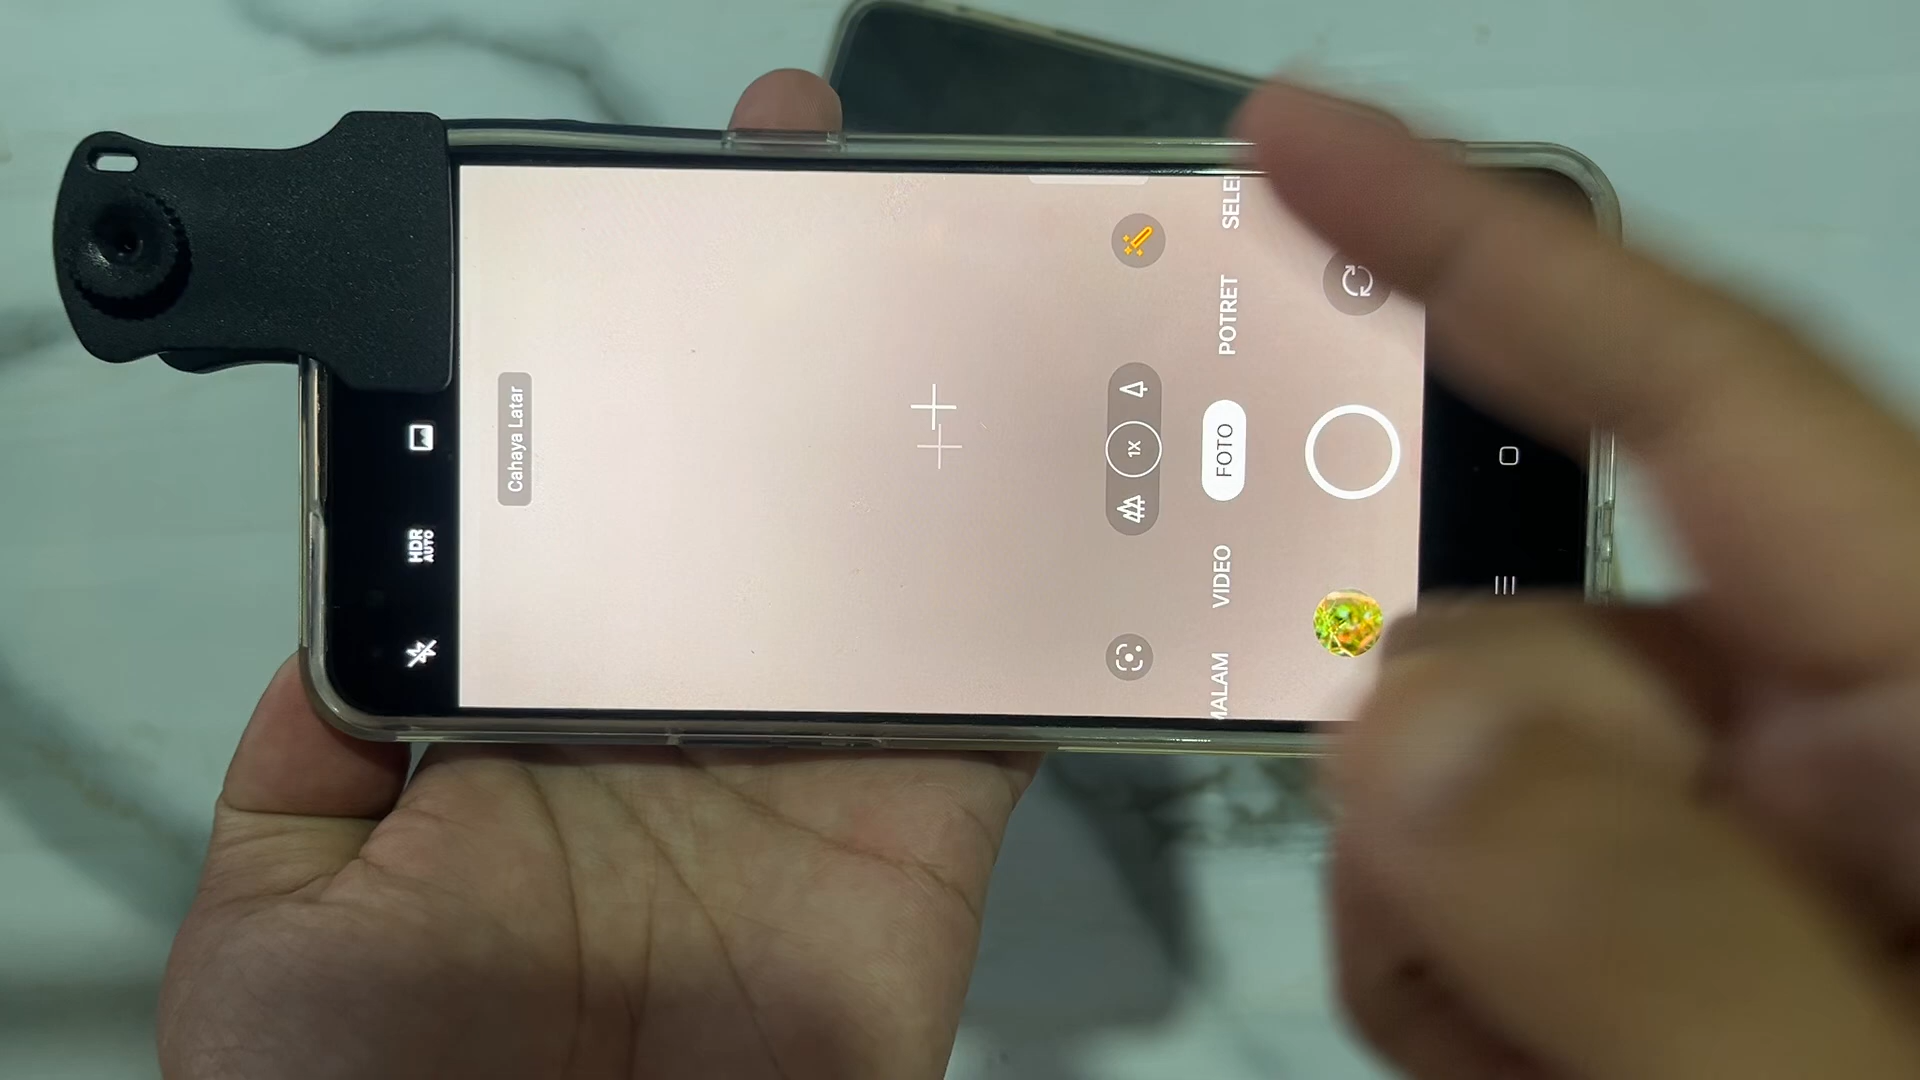 HDR
AUTO
Cahaya Latar
1X
MALAM
VIDEO
FOTO
POTRET
SELE